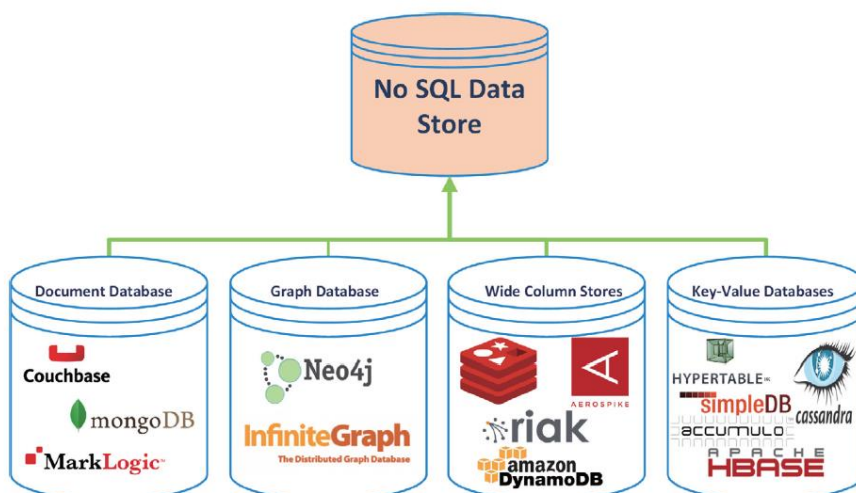 No SQL Data
Store
Document Database
Graph Database
Wide Column Stores
Key-Value Databases
Couchbase
mongoDB
MarkLogic™
Neo4j
InfiniteGraph
The Distributed Graph Database
AEROSPIKE
riak
amazon
DynamoDB
HYPERTABLE
cassandra
simpleDB
accumulo
APACHE
HBASE